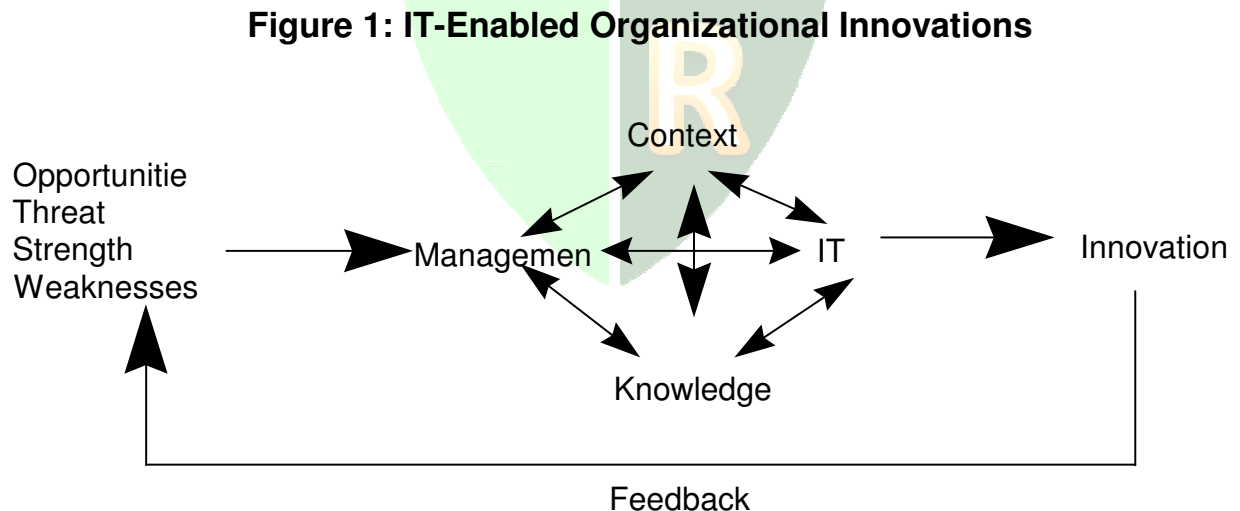 Figure 1: IT-Enabled Organizational Innovations
R
Context
Opportunitie
Threat
Strength
Weaknesses
Managemen
IT
Innovation
Knowledge
Feedback